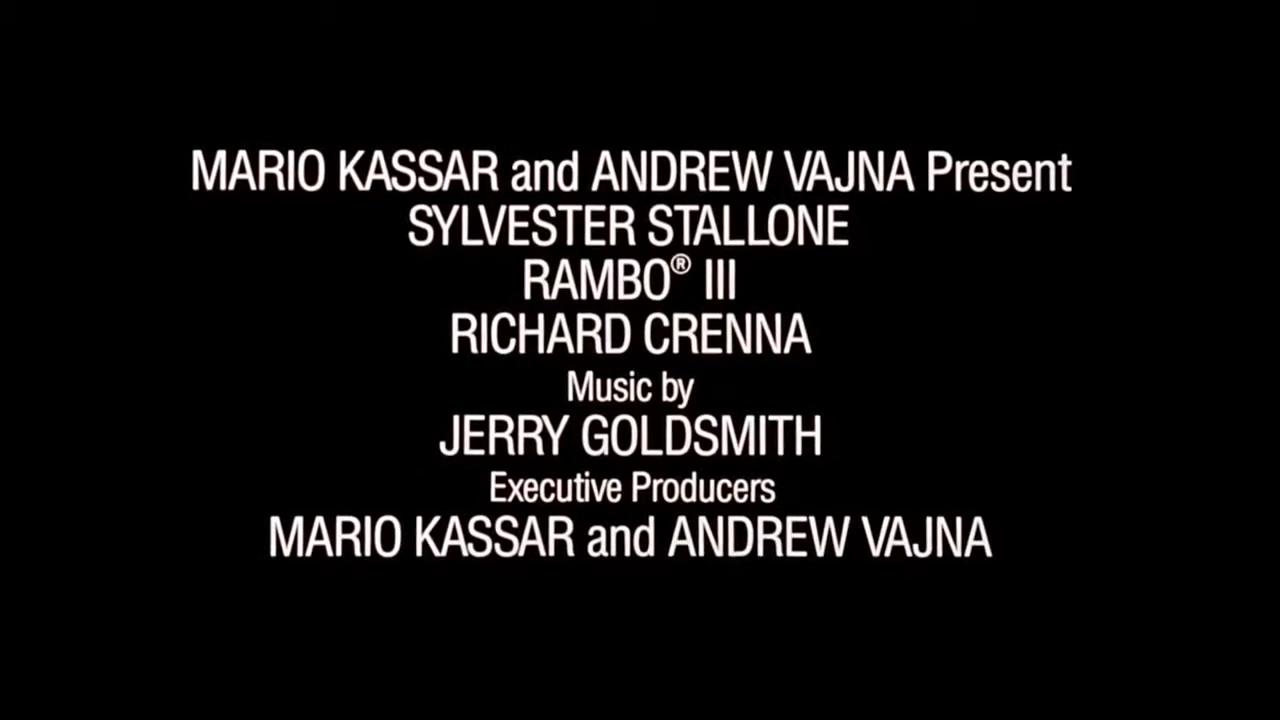 MARIO KASSAR and ANDREW VAJNA Present
SYLVESTER STALLONE
RAMBO® III
RICHARD CRENNA
Music by
JERRY GOLDSMITH
Executive Producers
MARIO KASSAR and ANDREW VAJNA